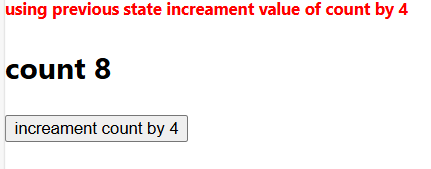 using previous state increament value of count by 4
count 8
increament count by 4